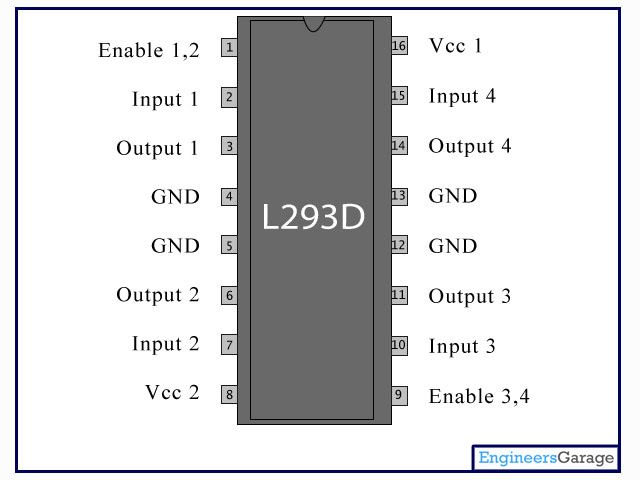 Enable 1,2 1 16 Vcc 1
Input 1 2 15 Input 4
Output 1 3 14 Output 4
GND 4 13 GND
L293D
GND 5 12 GND
Output 2 6 11 Output 3
Input 2 7 10 Input 3
Vcc 2 8 9 Enable 3,4
EngineersGarage